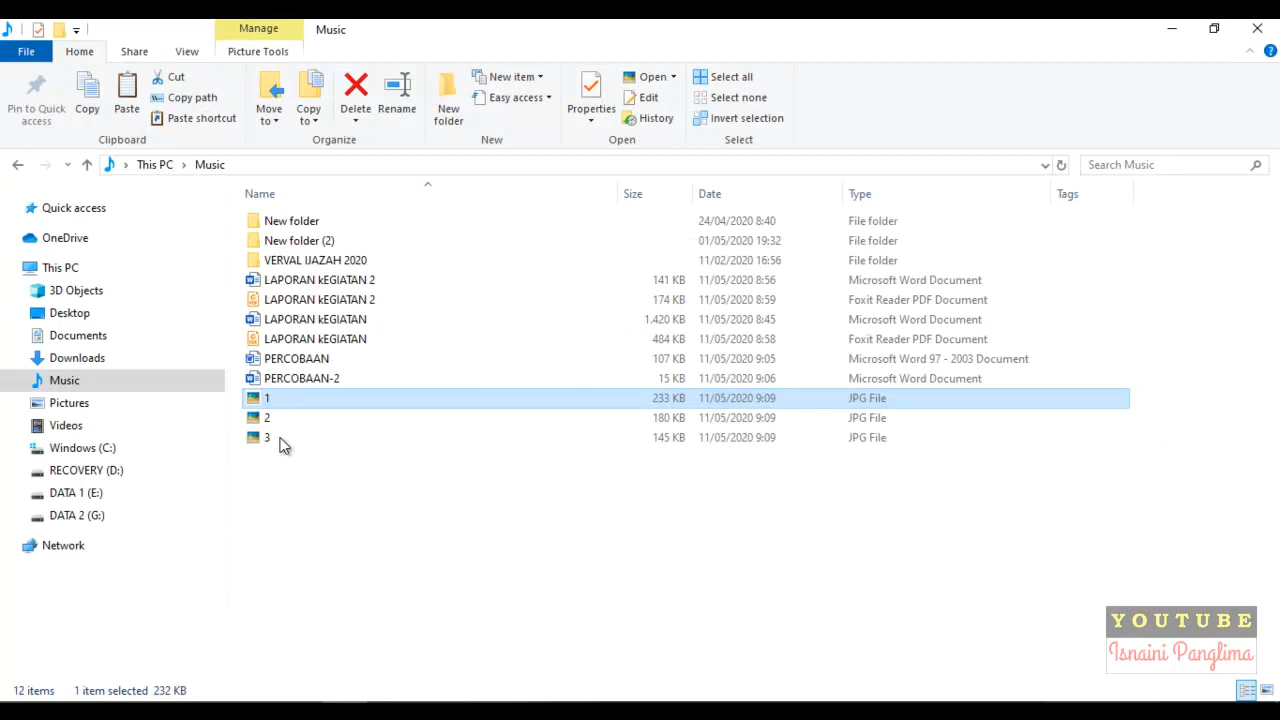 Manage Music
File Home Share View Picture Tools
Pin to Quick access
Copy
Paste
Cut
Copy path
Paste shortcut
Clipboard
Move to
Copy to
Delete
Rename
Organize
New folder
New item
Easy access
New
Properties
Open
Edit
History
Open
Select all
Select none
Invert selection
Select
This PC Music
Search Music
Quick access
OneDrive
This PC
3D Objects
Desktop
Documents
Downloads
Music
Pictures
Videos
Windows (C:)
RECOVERY (D:)
DATA 1 (E:)
DATA 2 (G:)
Network
Name Size Date Type Tags
New folder 24/04/2020 8:40 File folder
New folder (2) 01/05/2020 19:32 File folder
VERVAL IJAZAH 2020 11/02/2020 16:56 File folder
LAPORAN kEGIATAN 2 141 KB 11/05/2020 8:56 Microsoft Word Document
LAPORAN kEGIATAN 2 174 KB 11/05/2020 8:59 Foxit Reader PDF Document
LAPORAN kEGIATAN 1.420 KB 11/05/2020 8:45 Microsoft Word Document
LAPORAN kEGIATAN 484 KB 11/05/2020 8:58 Foxit Reader PDF Document
PERCOBAAN 107 KB 11/05/2020 9:05 Microsoft Word 97 - 2003 Document
PERCOBAAN-2 15 KB 11/05/2020 9:06 Microsoft Word Document
1 233 KB 11/05/2020 9:09 JPG File
2 180 KB 11/05/2020 9:09 JPG File
3 145 KB 11/05/2020 9:09 JPG File
YOUTUBE
Isnaini Panglima
12 items 1 item selected 232 KB